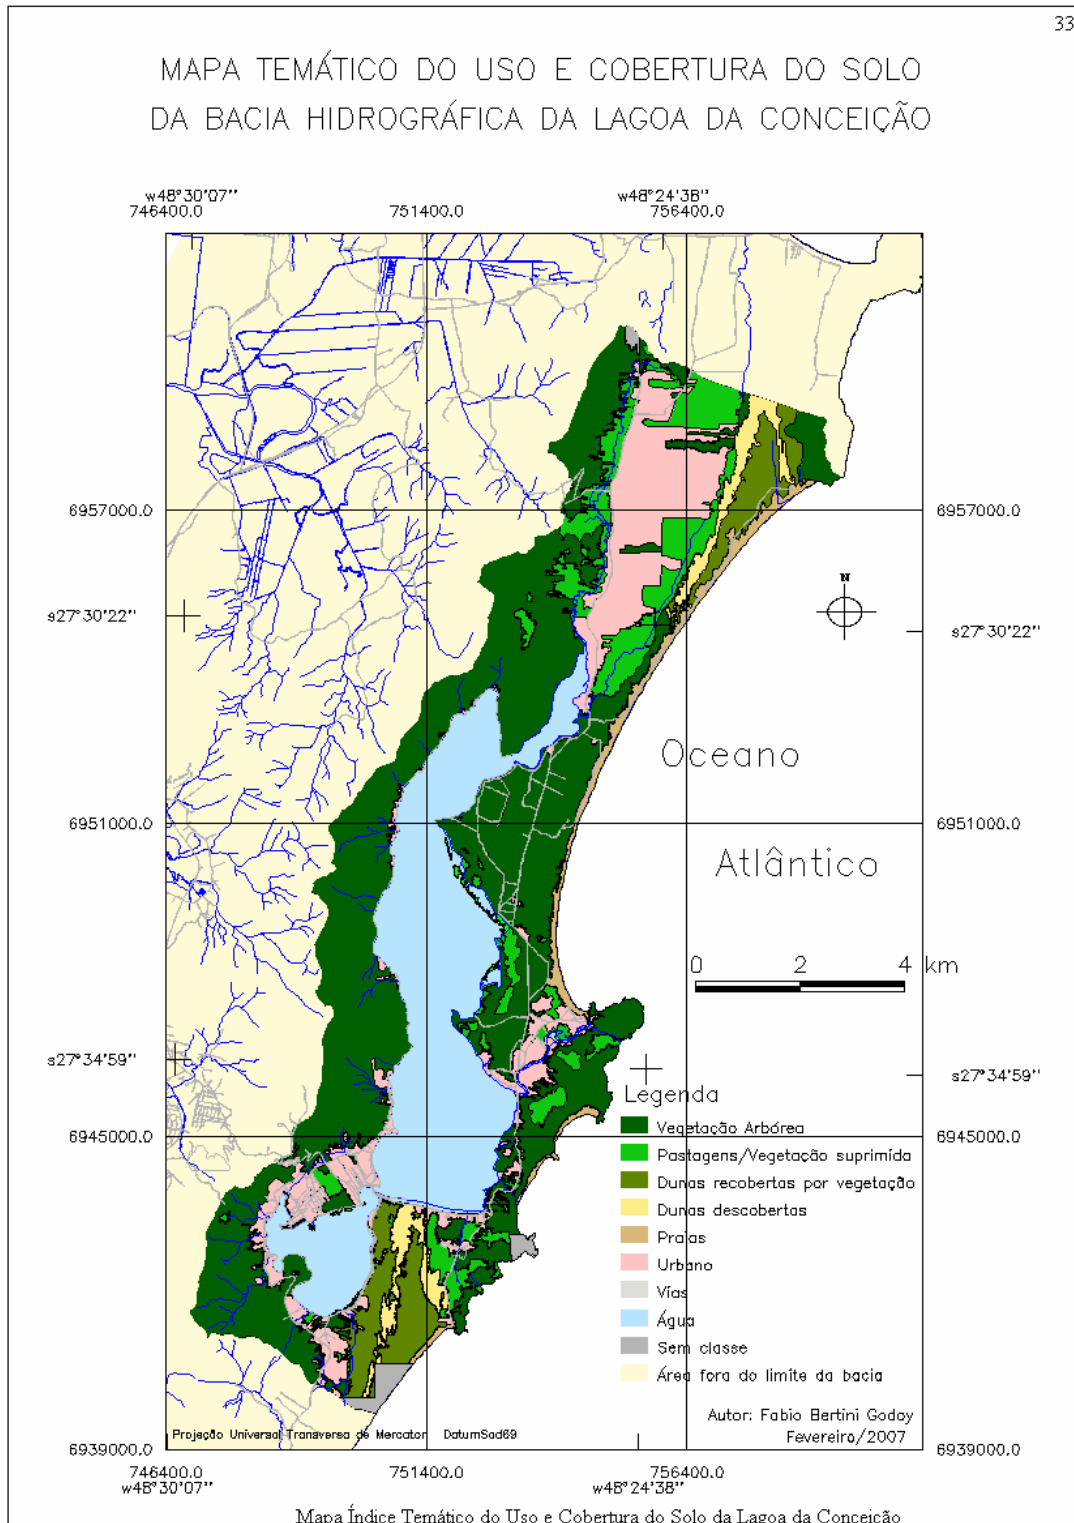 33
MAPA TEMÁTICO DO USO E COBERTURA DO SOLO
DA BACIA HIDROGRÁFICA DA LAGOA DA CONCEIÇÃO
w48°30'07" w48°24'38"
746400.0 751400.0 756400.0
6957000.0 6957000.0
N
s27°30'22" s27°30'22"
Oceano
6951000.0 6951000.0
Atlântico
0 2 4 km
s27°34'59" s27°34'59"
Legenda
Vegetação Arbórea
6945000.0 6945000.0
Pastagens/Vegetação suprimida
Dunas recobertas por vegetação
Dunas descobertas
Praias
Urbano
Vias
Água
Sem classe
Área fora do limite da bacia
Autor: Fabio Bertini Godoy
Fevereiro/2007
Projeção Universal Transversa de Mercator DatumSad69
6939000.0 6939000.0
746400.0 751400.0 756400.0
w48°30'07" w48°24'38"
Mapa Índice Temático do Uso e Cobertura do Solo da Lagoa da Conceição